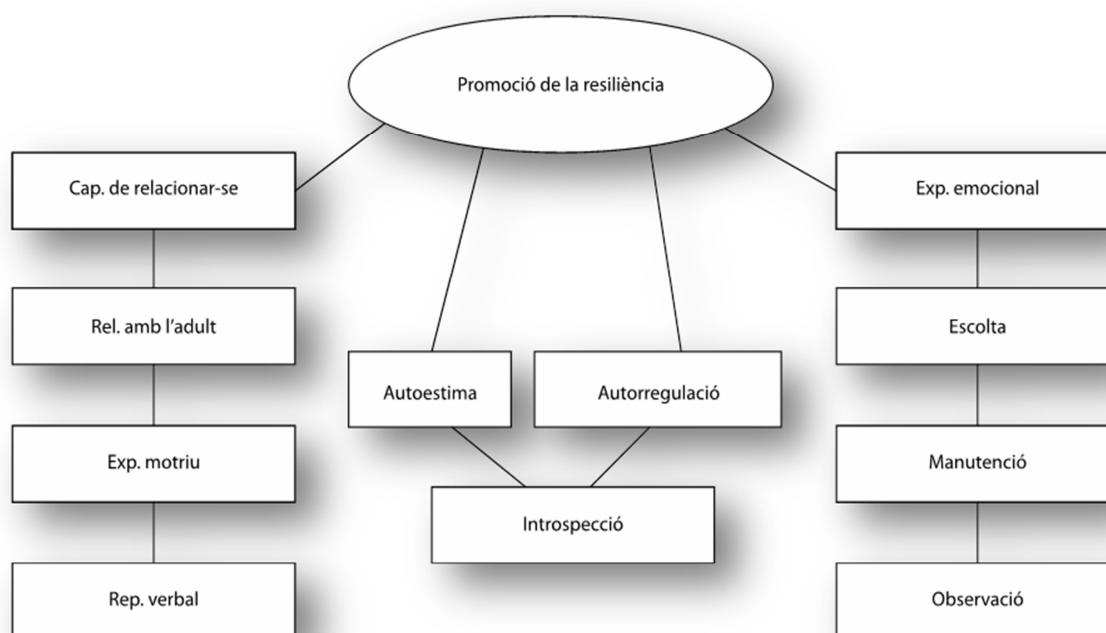 Promoció de la resiliència
Cap. de relacionar-se
Exp. emocional
Rel. amb l'adult
Escolta
Autoestima
Autorregulació
Exp. motriu
Manutenció
Introspecció
Rep. verbal
Observació